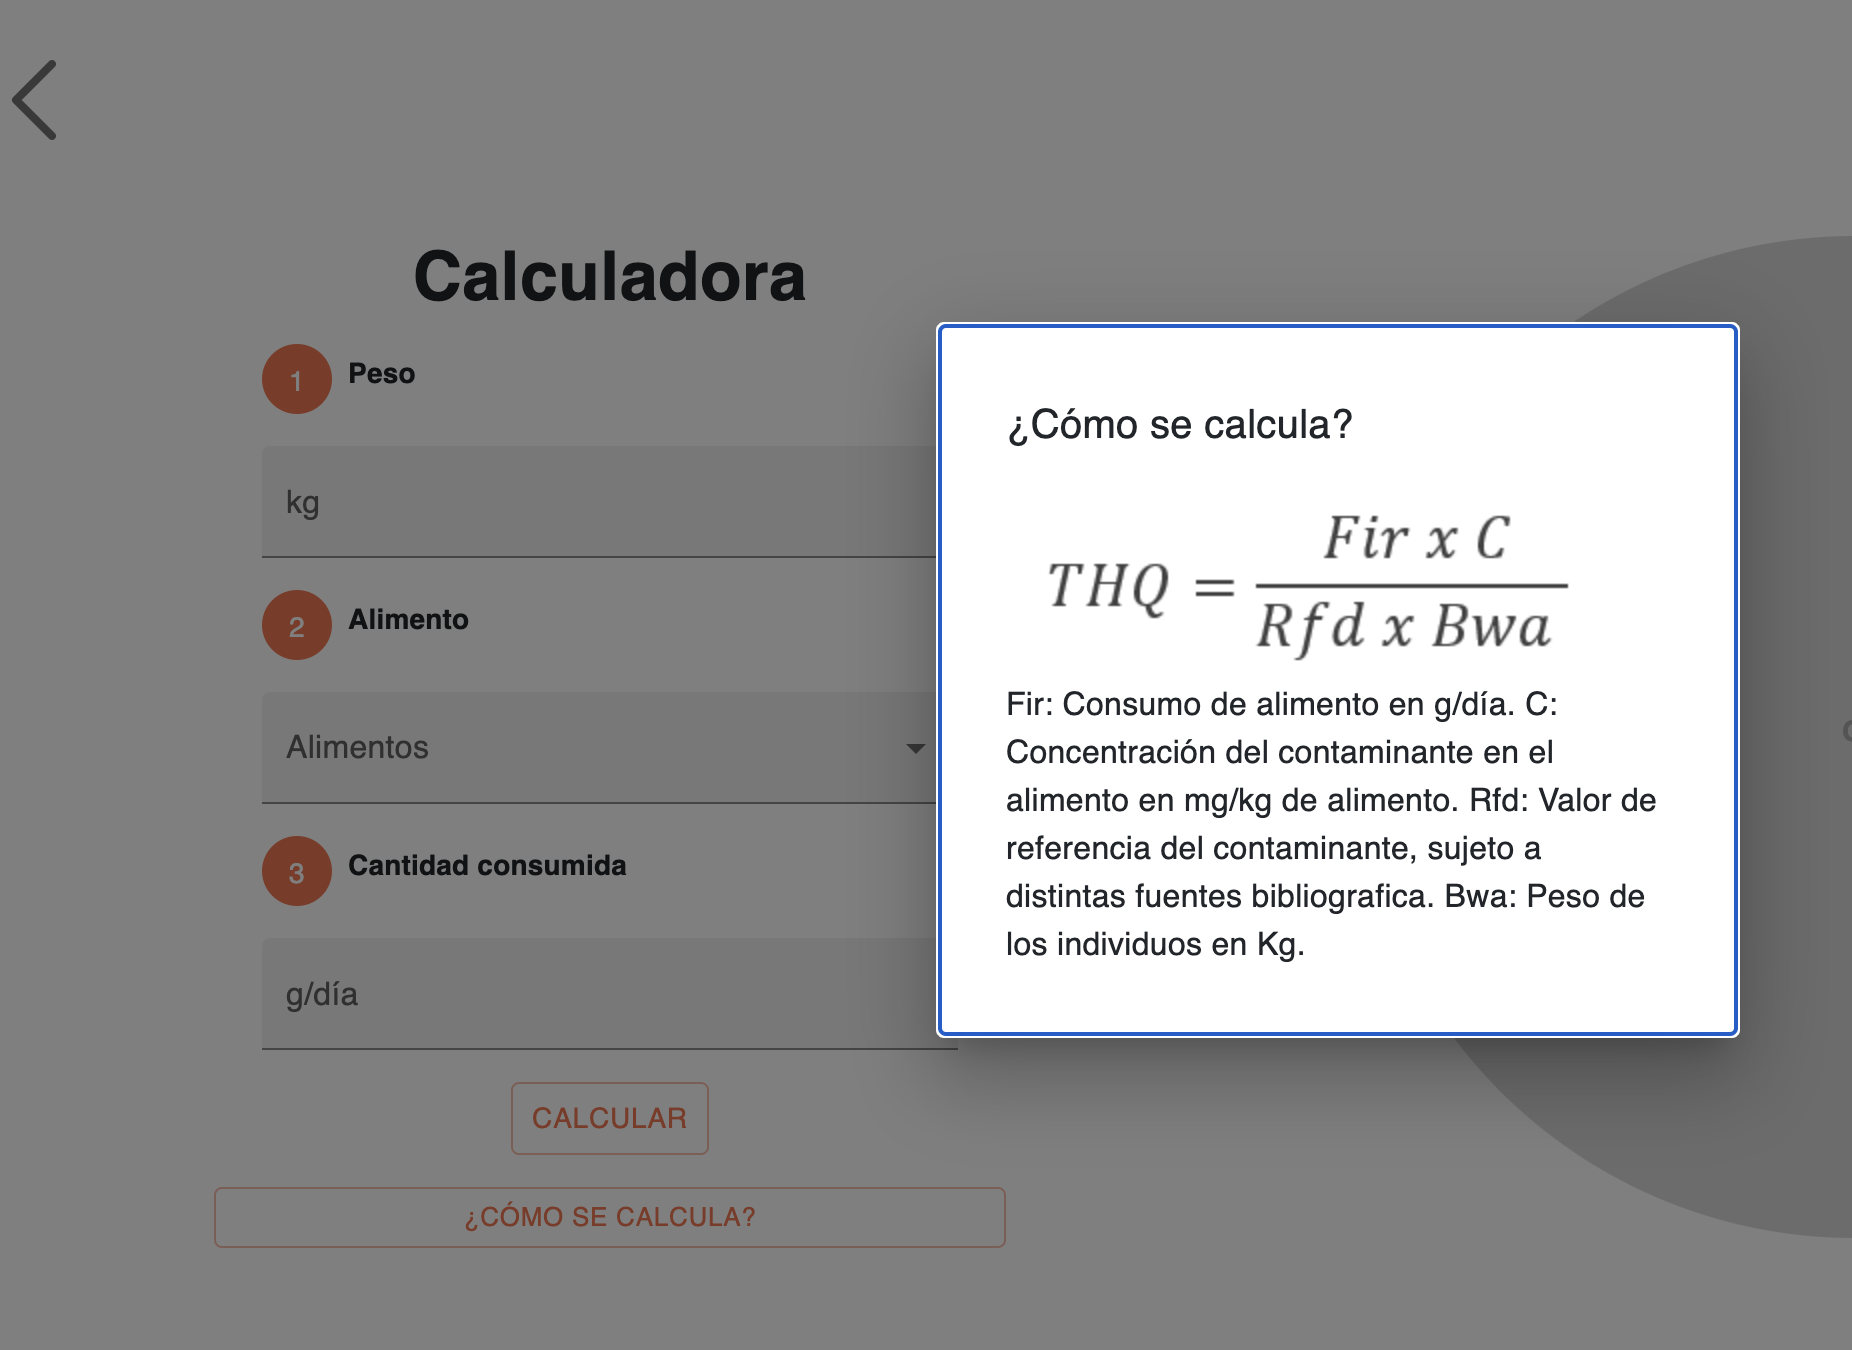 Calculadora
1 Peso
kg
2 Alimento
Alimentos
3 Cantidad consumida
g/día
CALCULAR
¿CÓMO SE CALCULA?
¿Cómo se calcula?
THQ = Fir x C / Rfd x Bwa
Fir: Consumo de alimento en g/día. C:
Concentración del contaminante en el
alimento en mg/kg de alimento. Rfd: Valor de
referencia del contaminante, sujeto a
distintas fuentes bibliografica. Bwa: Peso de
los individuos en Kg.